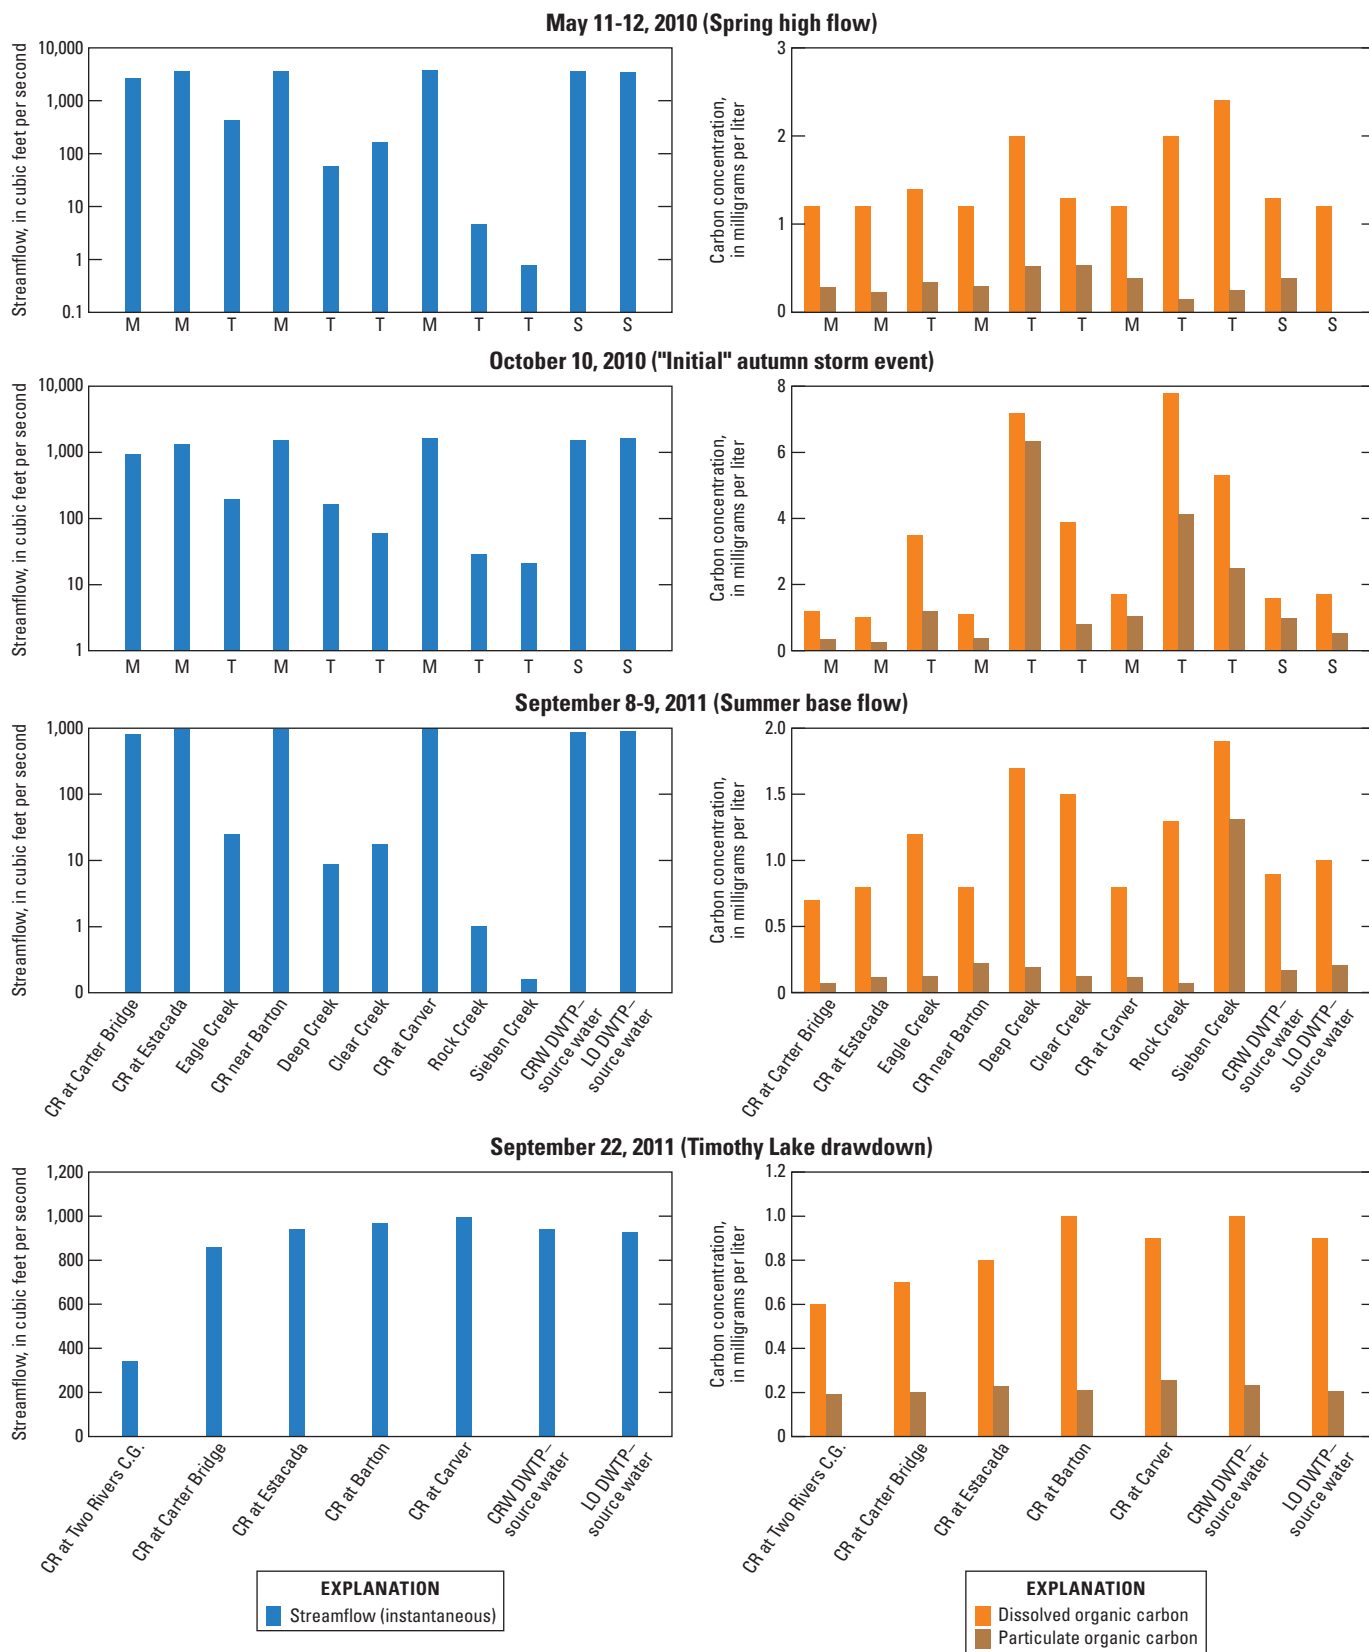 May 11-12, 2010 (Spring high flow)
Streamflow, in cubic feet per second
10,000
1,000
100
10
1
0.1
M M T M T T M T T S S
Carbon concentration,
in milligrams per liter
3
2
1
0
M M T M T T M T T S S
October 10, 2010 ("Initial" autumn storm event)
Streamflow, in cubic feet per second
10,000
1,000
100
10
1
M M T M T T M T T S S
Carbon concentration,
in milligrams per liter
8
6
4
2
0
M M T M T T M T T S S
September 8-9, 2011 (Summer base flow)
Streamflow, in cubic feet per second
1,000
100
10
1
0
CR at Carter Bridge
CR at Estacada
Eagle Creek
CR near Barton
Deep Creek
Clear Creek
CR at Carver
Rock Creek
Sieben Creek
CRW DWTP–
source water
LO DWTP–
source water
Carbon concentration,
in milligrams per liter
2.0
1.5
1.0
0.5
0
CR at Carter Bridge
CR at Estacada
Eagle Creek
CR near Barton
Deep Creek
Clear Creek
CR at Carver
Rock Creek
Sieben Creek
CRW DWTP–
source water
LO DWTP–
source water
September 22, 2011 (Timothy Lake drawdown)
Streamflow, in cubic feet per second
1,200
1,000
800
600
400
200
0
CR at Two Rivers C.G.
CR at Carter Bridge
CR at Estacada
CR at Barton
CR at Carver
CRW DWTP–
source water
LO DWTP–
source water
Carbon concentration,
in milligrams per liter
1.2
1.0
0.8
0.6
0.4
0.2
0
CR at Two Rivers C.G.
CR at Carter Bridge
CR at Estacada
CR at Barton
CR at Carver
CRW DWTP–
source water
LO DWTP–
source water
EXPLANATION
Streamflow (instantaneous)
EXPLANATION
Dissolved organic carbon
Particulate organic carbon